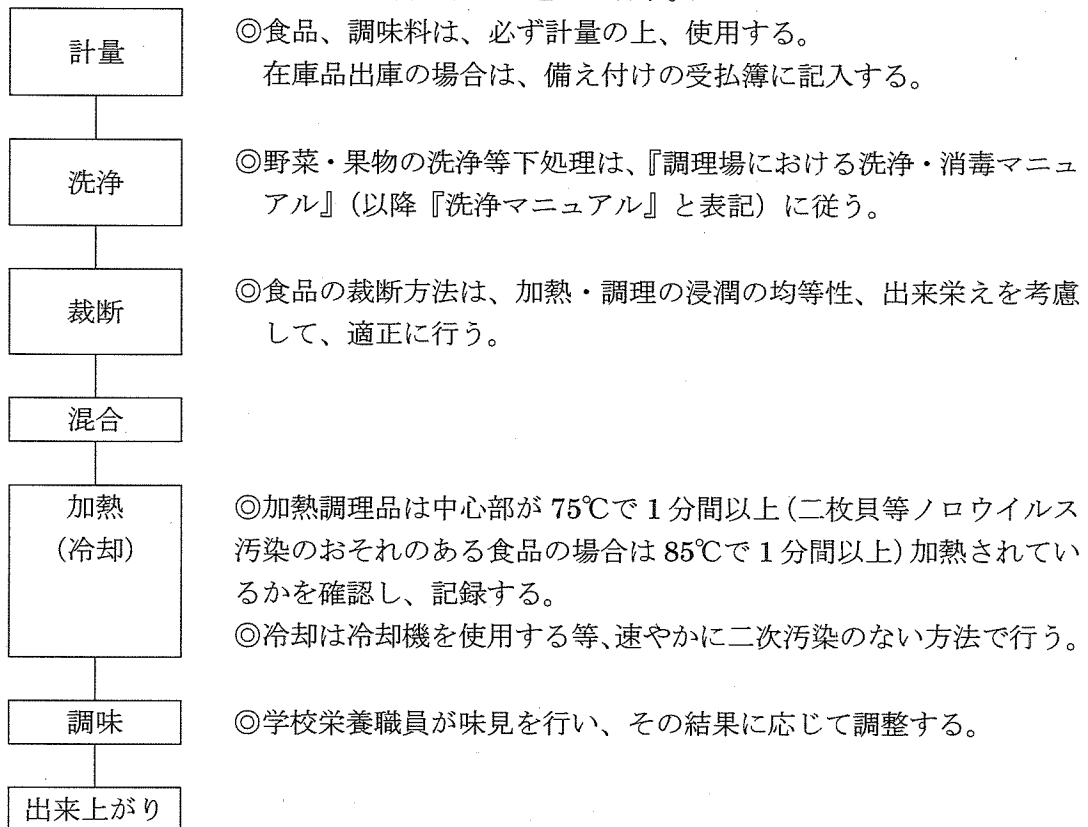 計量
◎食品、調味料は、必ず計量の上、使用する。
在庫品出庫の場合は、備え付けの受払簿に記入する。
洗浄
◎野菜・果物の洗浄等下処理は、『調理場における洗浄・消毒マニュ
アル』（以降『洗浄マニュアル』と表記）に従う。
裁断
◎食品の裁断方法は、加熱・調理の浸潤の均等性、出来栄えを考慮
して、適正に行う。
混合
加熱
（冷却）
◎加熱調理品は中心部が 75℃で 1 分間以上（二枚貝等ノロウイルス
汚染のおそれのある食品の場合は 85℃で 1 分間以上）加熱されてい
るかを確認し、記録する。
◎冷却は冷却機を使用する等、速やかに二次汚染のない方法で行う。
調味
◎学校栄養職員が味見を行い、その結果に応じて調整する。
出来上がり